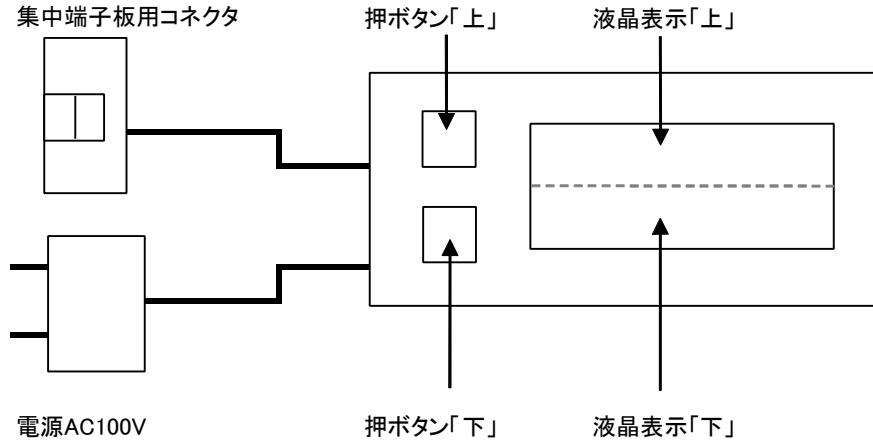 集中端子板用コネクタ
押ボタン「上」
液晶表示「上」
電源AC100V
押ボタン「下」
液晶表示「下」